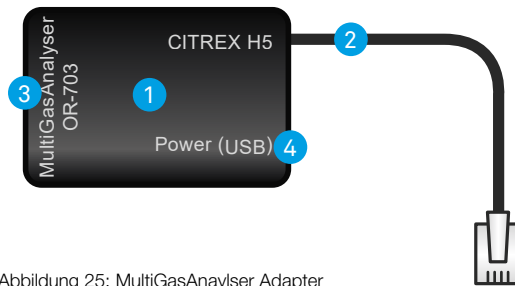 MultiGasAnalyser
OR-703
CITREX H5
Power (USB)
1
2
3
4
Abbildung 25: MultiGasAnaylser Adapter